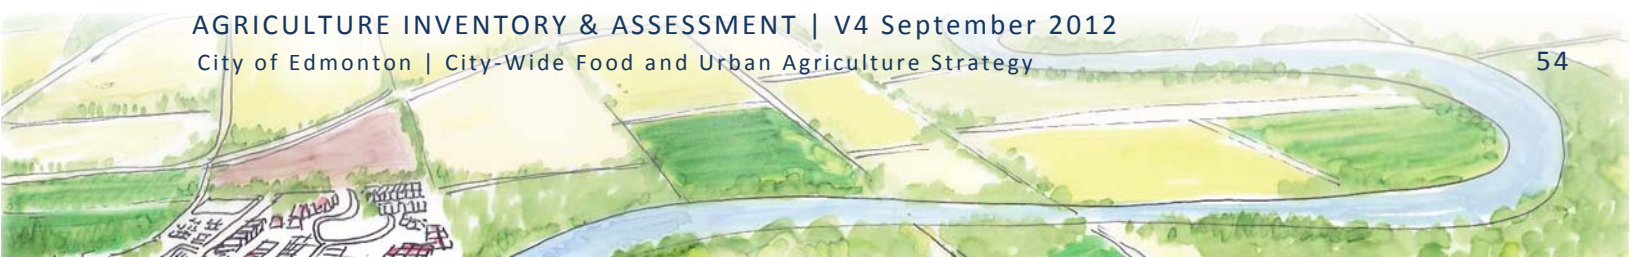 AGRICULTURE INVENTORY & ASSESSMENT | V4 September 2012
City of Edmonton | City-Wide Food and Urban Agriculture Strategy
54